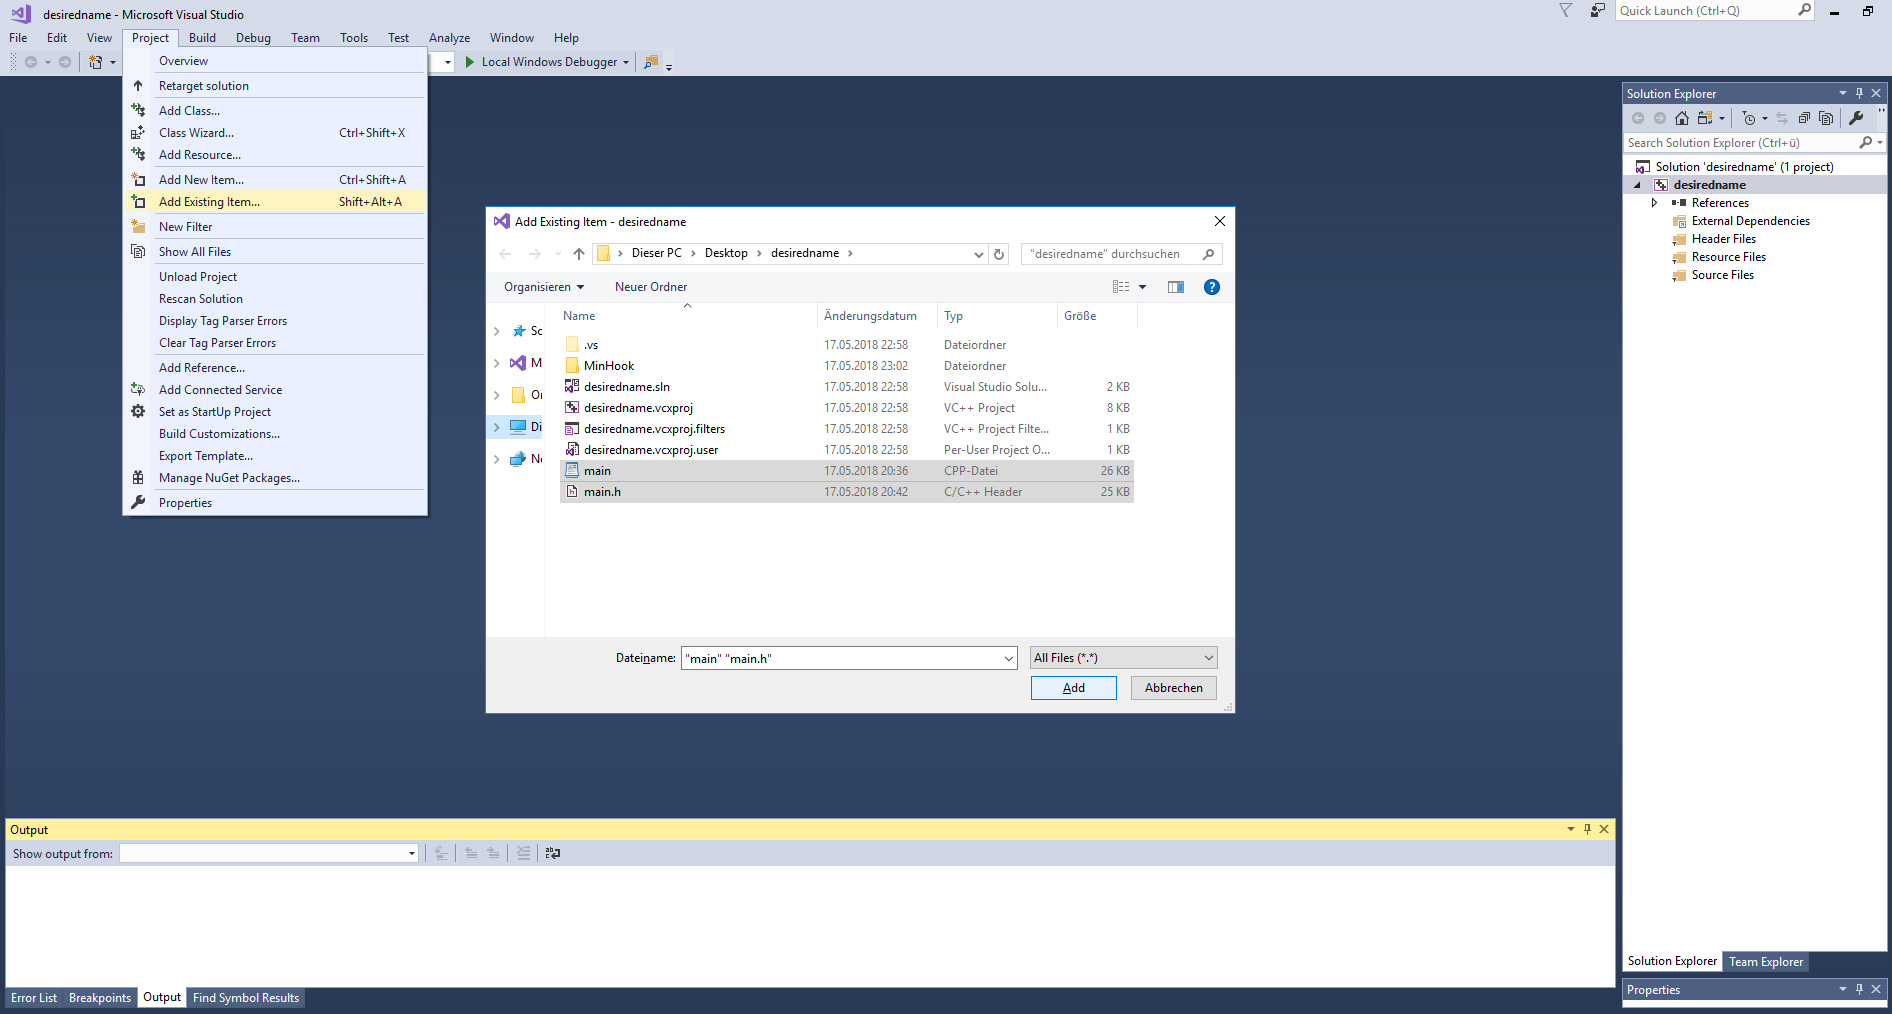 desiredname - Microsoft Visual Studio
Quick Launch (Ctrl+Q)
File Edit View Project Build Debug Team Tools Test Analyze Window Help
Local Windows Debugger
Overview
Retarget solution
Add Class...
Class Wizard... Ctrl+Shift+X
Add Resource...
Add New Item... Ctrl+Shift+A
Add Existing Item... Shift+Alt+A
New Filter
Show All Files
Unload Project
Rescan Solution
Display Tag Parser Errors
Clear Tag Parser Errors
Add Reference...
Add Connected Service
Set as StartUp Project
Build Customizations...
Export Template...
Manage NuGet Packages...
Properties
Add Existing Item - desiredname
Dieser PC Desktop desiredname
"desiredname" durchsuchen
Organisieren Neuer Ordner
Sc
M
Or
Di
Ne
Name Änderungsdatum Typ Größe
.vs 17.05.2018 22:58 Dateiordner
MinHook 17.05.2018 23:02 Dateiordner
desiredname.sln 17.05.2018 22:58 Visual Studio Solu... 2 KB
desiredname.vcxproj 17.05.2018 22:58 VC++ Project 8 KB
desiredname.vcxproj.filters 17.05.2018 22:58 VC++ Project Filte... 1 KB
desiredname.vcxproj.user 17.05.2018 22:58 Per-User Project O... 1 KB
main 17.05.2018 20:36 CPP-Datei 26 KB
main.h 17.05.2018 20:42 C/C++ Header 25 KB
Dateiname: "main" "main.h" All Files (*.*)
Add Abbrechen
Solution Explorer
Search Solution Explorer (Ctrl+ü)
Solution 'desiredname' (1 project)
desiredname
References
External Dependencies
Header Files
Resource Files
Source Files
Solution Explorer Team Explorer
Properties
Output
Show output from:
Error List Breakpoints Output Find Symbol Results